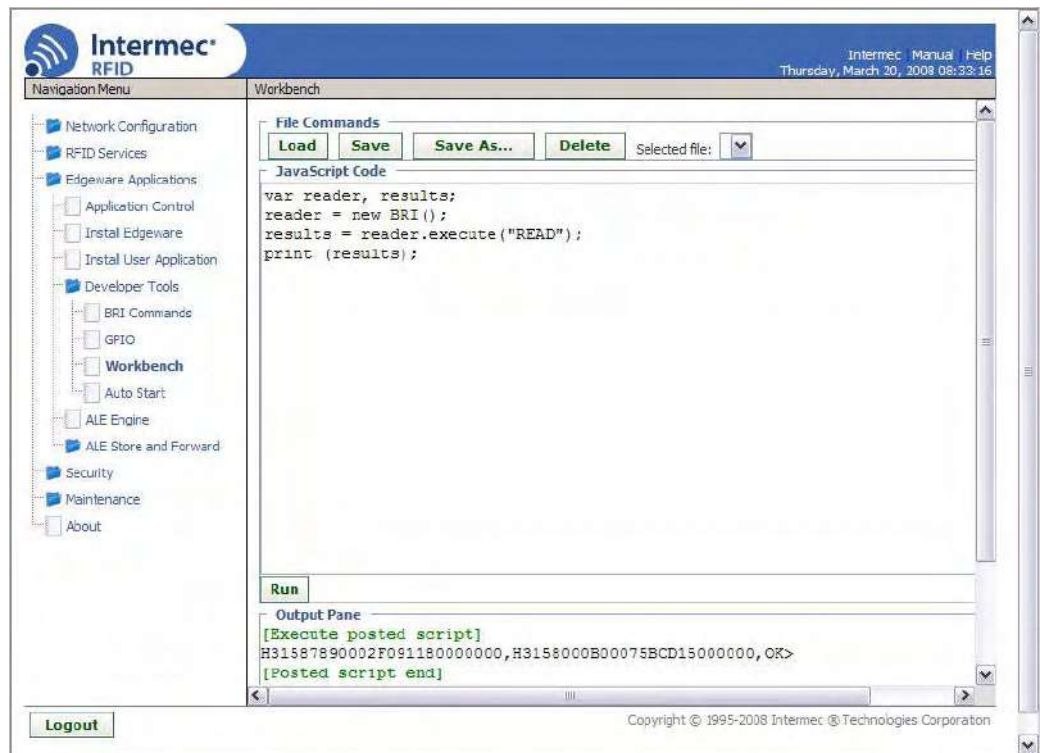 Intermec
RFID
Intermec | Manual | Help
Thursday, March 20, 2008 08:33:16
Navigation Menu
Workbench
Network Configuration
RFID Services
Edgeware Applications
Application Control
Instal Edgeware
Instal User Application
Developer Tools
BRI Commands
GPIO
Workbench
Auto Start
ALE Engine
ALE Store and Forward
Security
Maintenance
About
File Commands
Load Save Save As... Delete Selected file:
JavaScript Code
var reader, results;
reader = new BRI();
results = reader.execute("READ");
print (results);
Run
Output Pane
[Execute posted script]
H31587890002F091180000000,H3158000B00075BCD15000000,OK>
[Posted script end]
Logout
Copyright © 1995-2008 Intermec ® Technologies Corporation